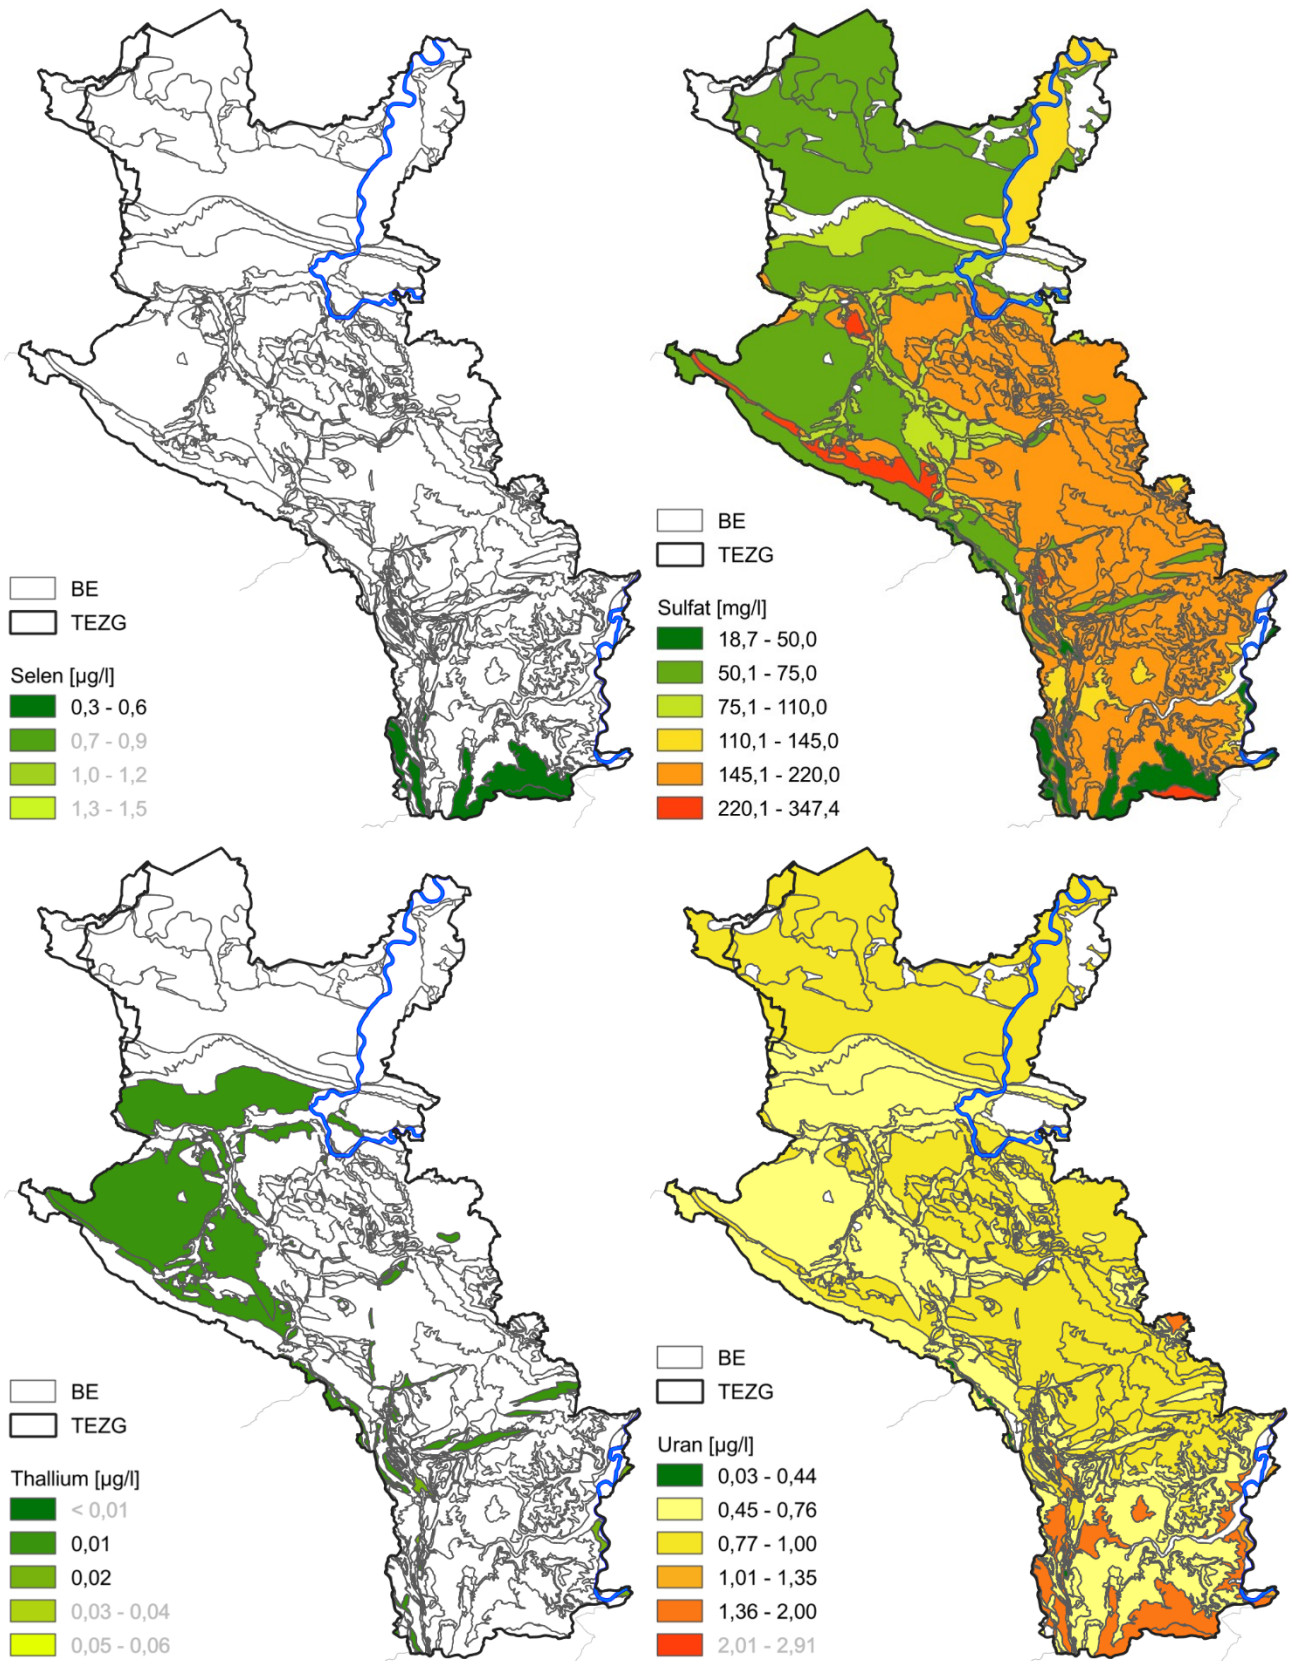 BE
TEZG
Selen [µg/l]
0,3 - 0,6
0,7 - 0,9
1,0 - 1,2
1,3 - 1,5
BE
TEZG
Sulfat [mg/l]
18,7 - 50,0
50,1 - 75,0
75,1 - 110,0
110,1 - 145,0
145,1 - 220,0
220,1 - 347,4
BE
TEZG
Thallium [µg/l]
< 0,01
0,01
0,02
0,03 - 0,04
0,05 - 0,06
BE
TEZG
Uran [µg/l]
0,03 - 0,44
0,45 - 0,76
0,77 - 1,00
1,01 - 1,35
1,36 - 2,00
2,01 - 2,91